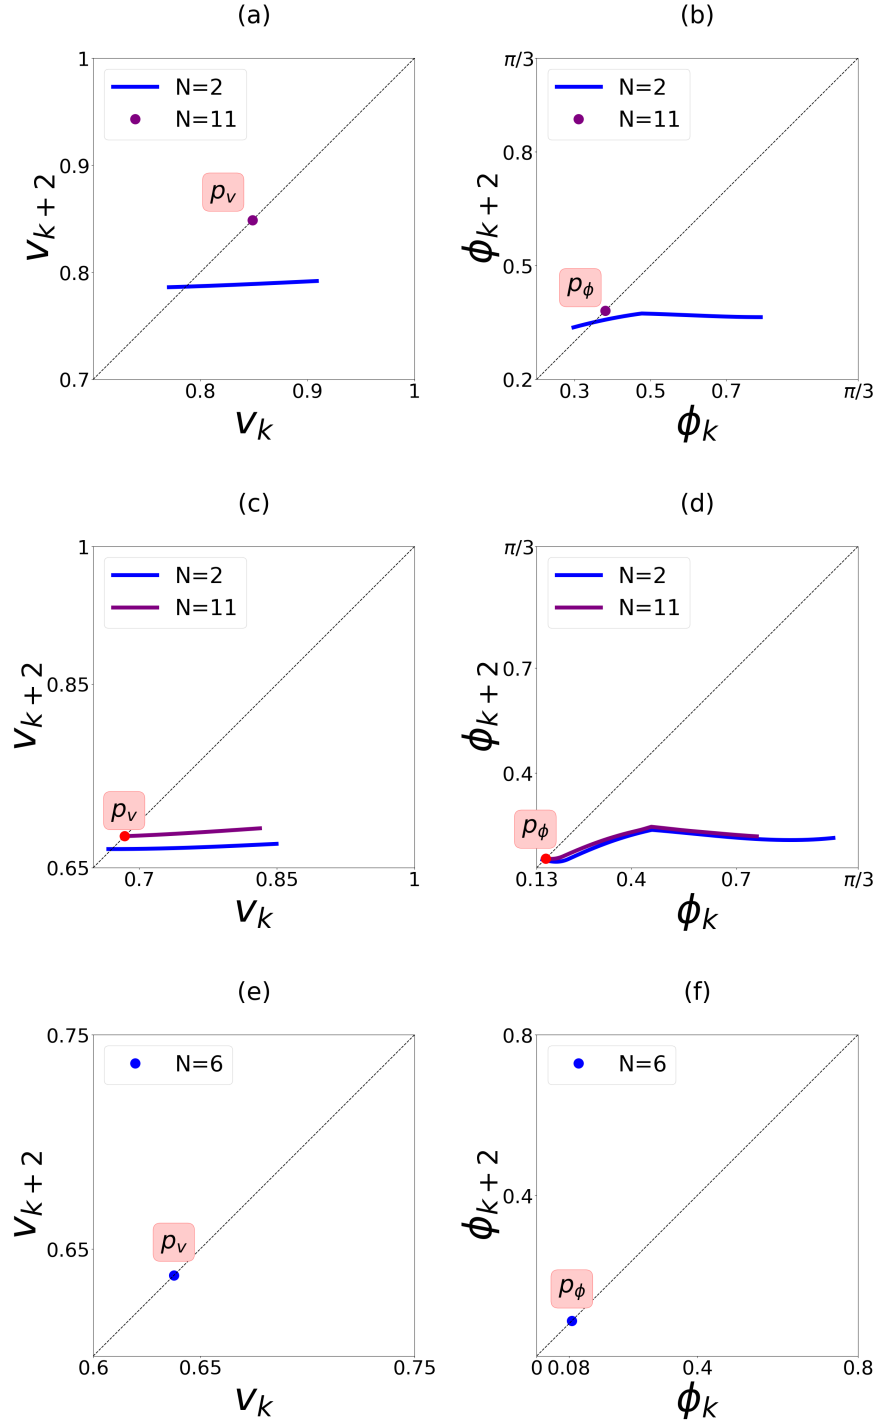 (a)
1
0.9
0.8
0.7
0.8
0.9
1
N=2
N=11
p_v
v_{k+2}
v_k
(b)
π/3
0.8
0.5
0.2
0.3
0.5
0.7
π/3
N=2
N=11
p_ϕ
ϕ_{k+2}
ϕ_k
(c)
1
0.85
0.65
0.7
0.85
1
N=2
N=11
p_v
v_{k+2}
v_k
(d)
π/3
0.7
0.4
0.13
0.4
0.7
π/3
N=2
N=11
p_ϕ
ϕ_{k+2}
ϕ_k
(e)
0.75
0.65
0.6
0.65
0.75
N=6
p_v
v_{k+2}
v_k
(f)
0.8
0.4
0
0.08
0.4
0.8
N=6
p_ϕ
ϕ_{k+2}
ϕ_k